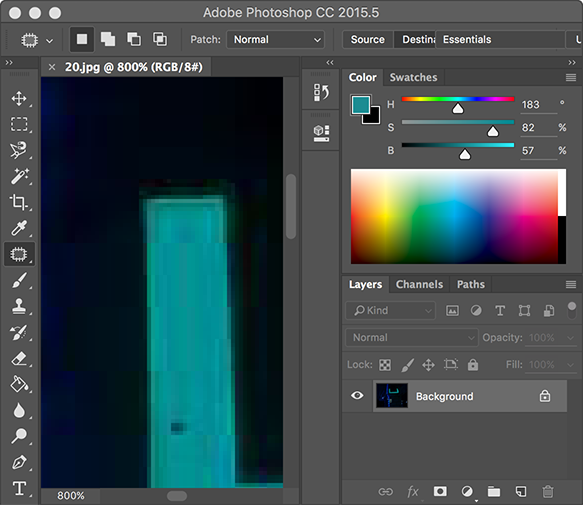 Adobe Photoshop CC 2015.5
Patch: Normal Source Destina Essentials
20.jpg @ 800% (RGB/8#)
Color Swatches
H 183 °
S 82 %
B 57 %
Layers Channels Paths
Kind
Normal Opacity: 100%
Lock: Fill: 100%
Background
fx
T
800%